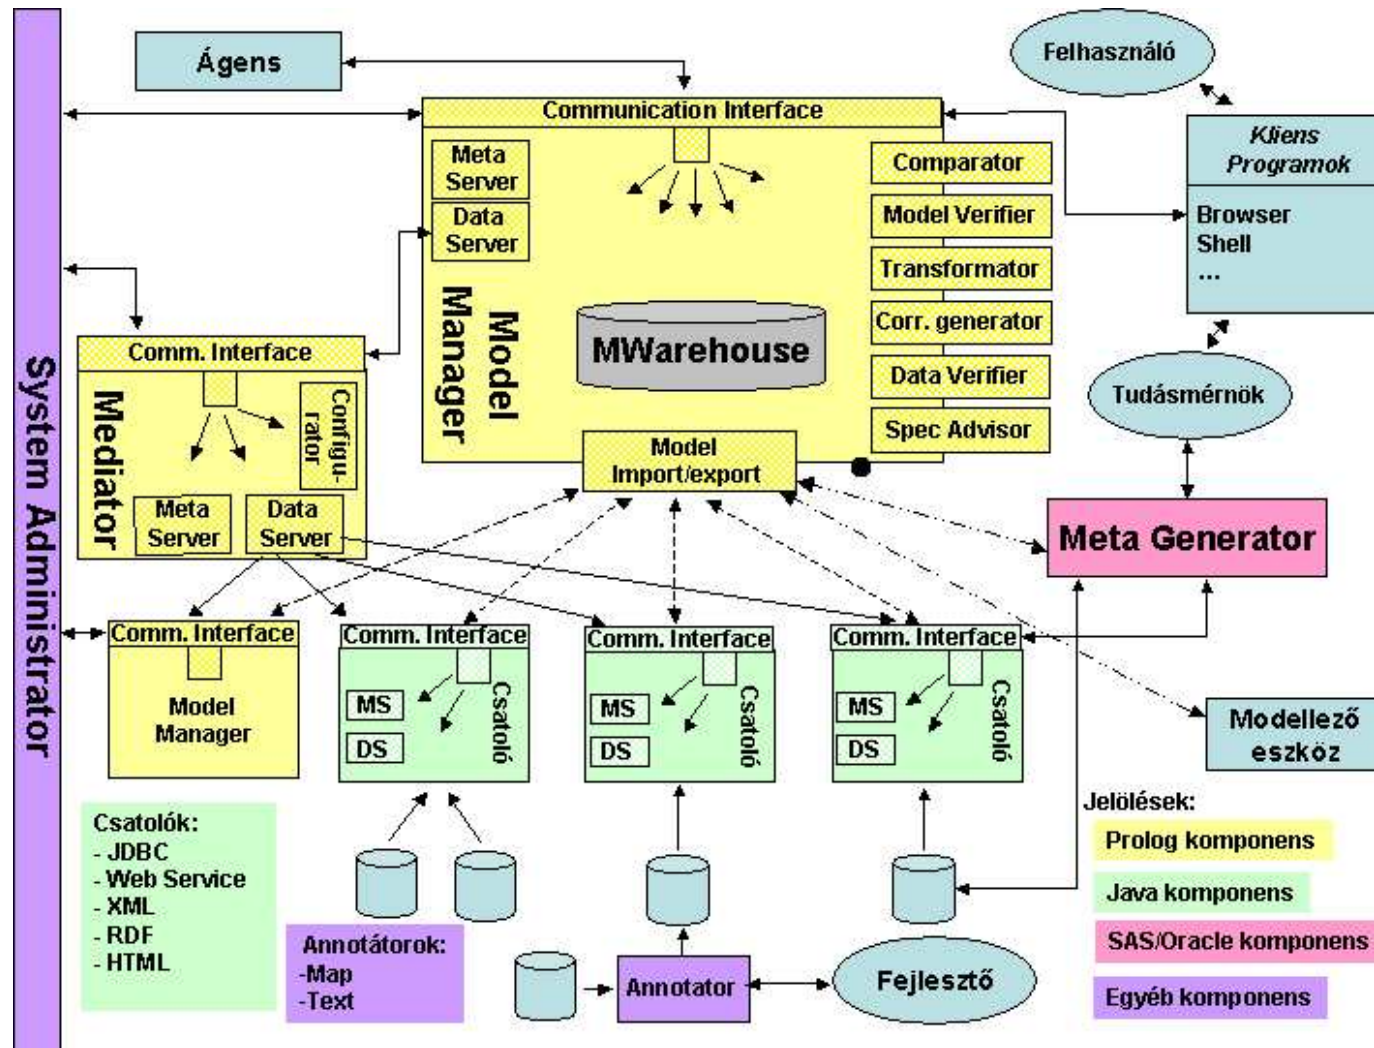 Ágens
Felhasználó
Communication Interface
Meta
Server
Data
Server
Model
Manager
MWarehouse
Comparator
Model Verifier
Transformator
Corr. generator
Data Verifier
Spec Advisor
Model
Import/export
Kliens
Programok
Browser
Shell
...
Tudásmérnök
Meta Generator
System Administrator
Comm. Interface
Mediator
Configu-
rator
Meta
Server
Data
Server
Comm. Interface
Model
Manager
Comm. Interface
MS
DS
Csatoló
Comm. Interface
MS
DS
Csatoló
Comm. Interface
MS
DS
Csatoló
Modellező
eszköz
Csatolók:
- JDBC
- Web Service
- XML
- RDF
- HTML
Annotátorok:
-Map
-Text
Annotator
Fejlesztő
Jelölések:
Prolog komponens
Java komponens
SAS/Oracle komponens
Egyéb komponens